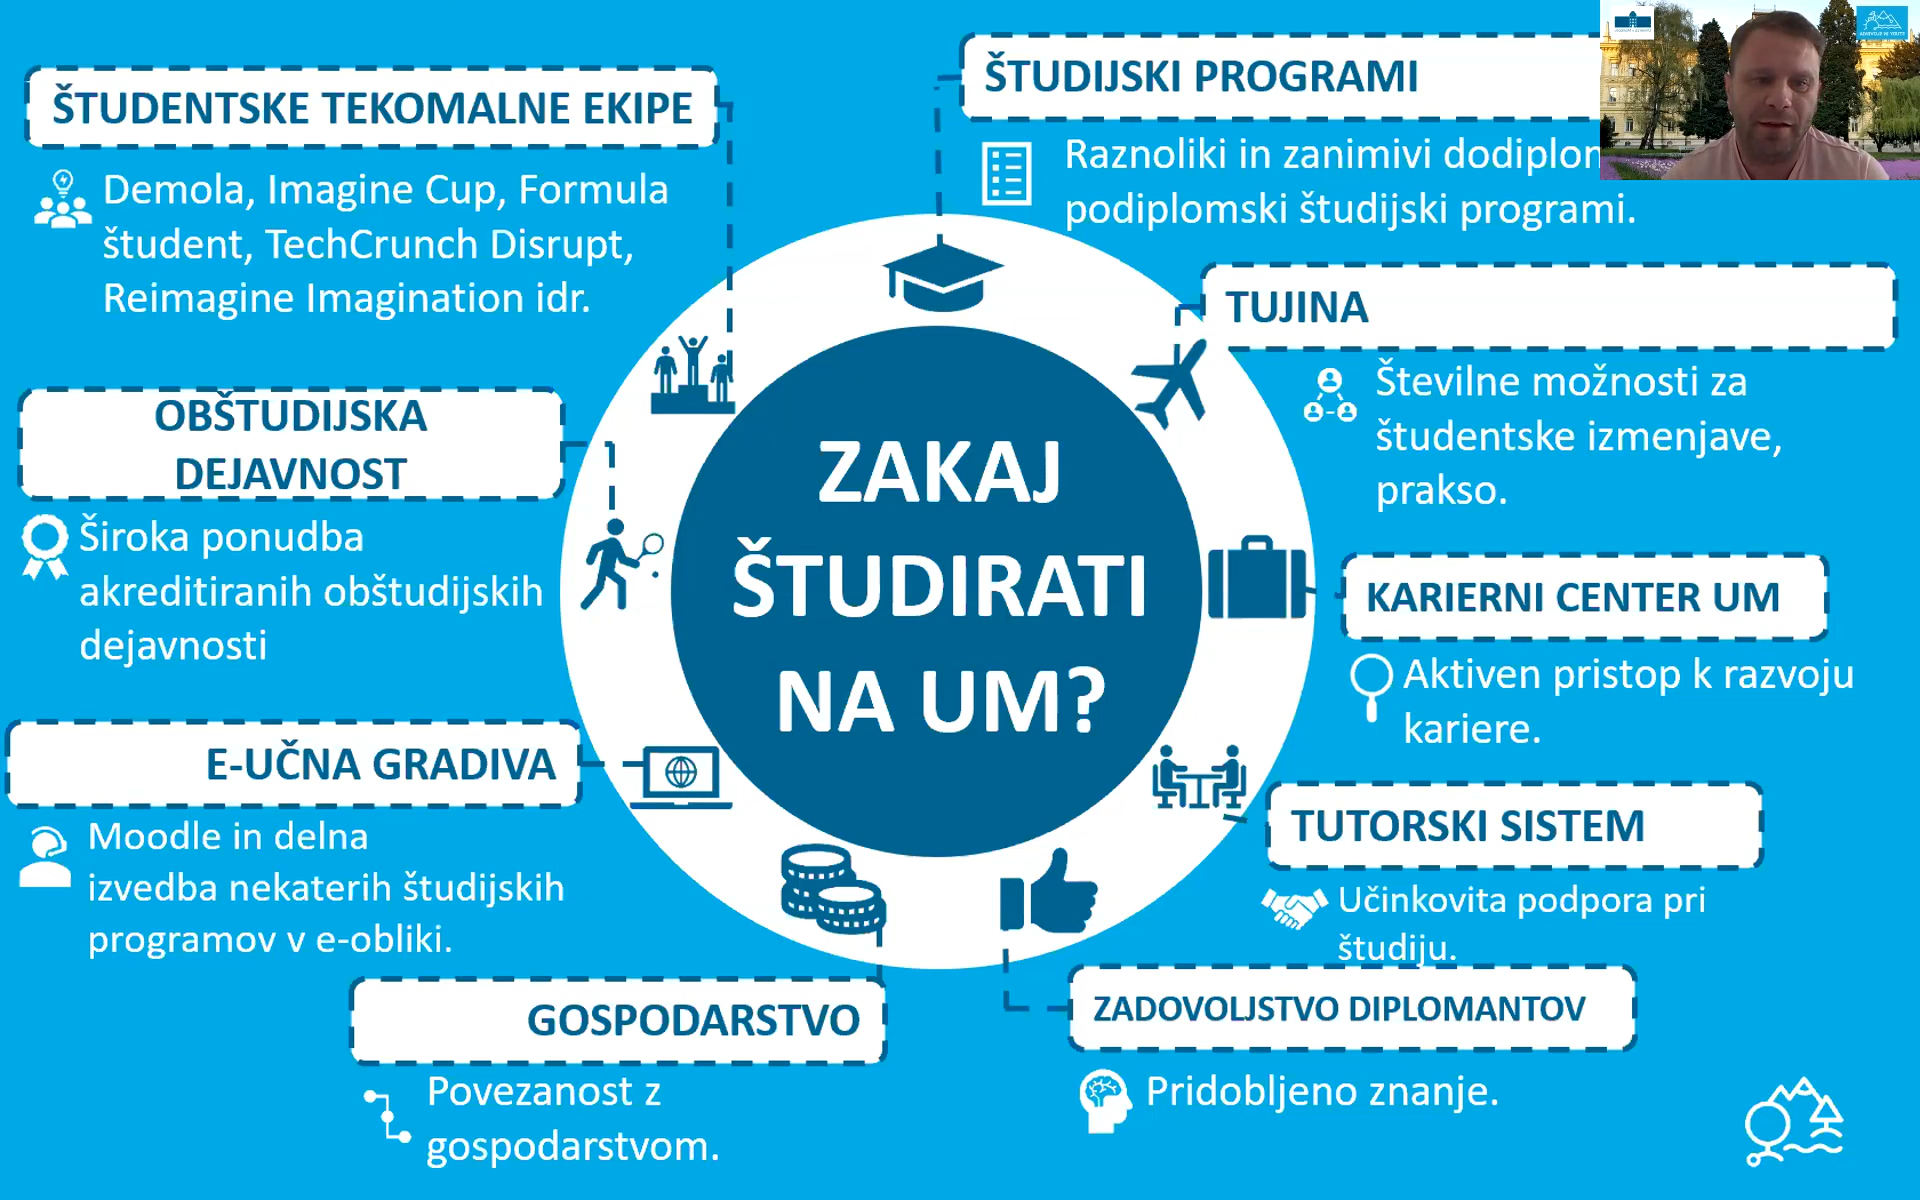 ŠTUDENTSKE TEKOMALNE EKIPE
Demola, Imagine Cup, Formula
študent, TechCrunch Disrupt,
Reimagine Imagination idr.
OBŠTUDIJSKA
DEJAVNOST
Široka ponudba
akreditiranih obštudijskih
dejavnosti
E-UČNA GRADIVA
Moodle in delna
izvedba nekaterih študijskih
programov v e-obliki.
GOSPODARSTVO
Povezanost z
gospodarstvom.
ZAKAJ
ŠTUDIRATI
NA UM?
ŠTUDIJSKI PROGRAMI
Raznoliki in zanimivi
podiplomski študijski programi.
TUJINA
Številne možnosti za
študentske izmenjave,
prakso.
KARIERNI CENTER UM
Aktiven pristop k razvoju
kariere.
TUTORSKI SISTEM
Učinkovita podpora pri
študiju.
ZADOVOLJSTVO DIPLOMANTOV
Pridobljeno znanje.